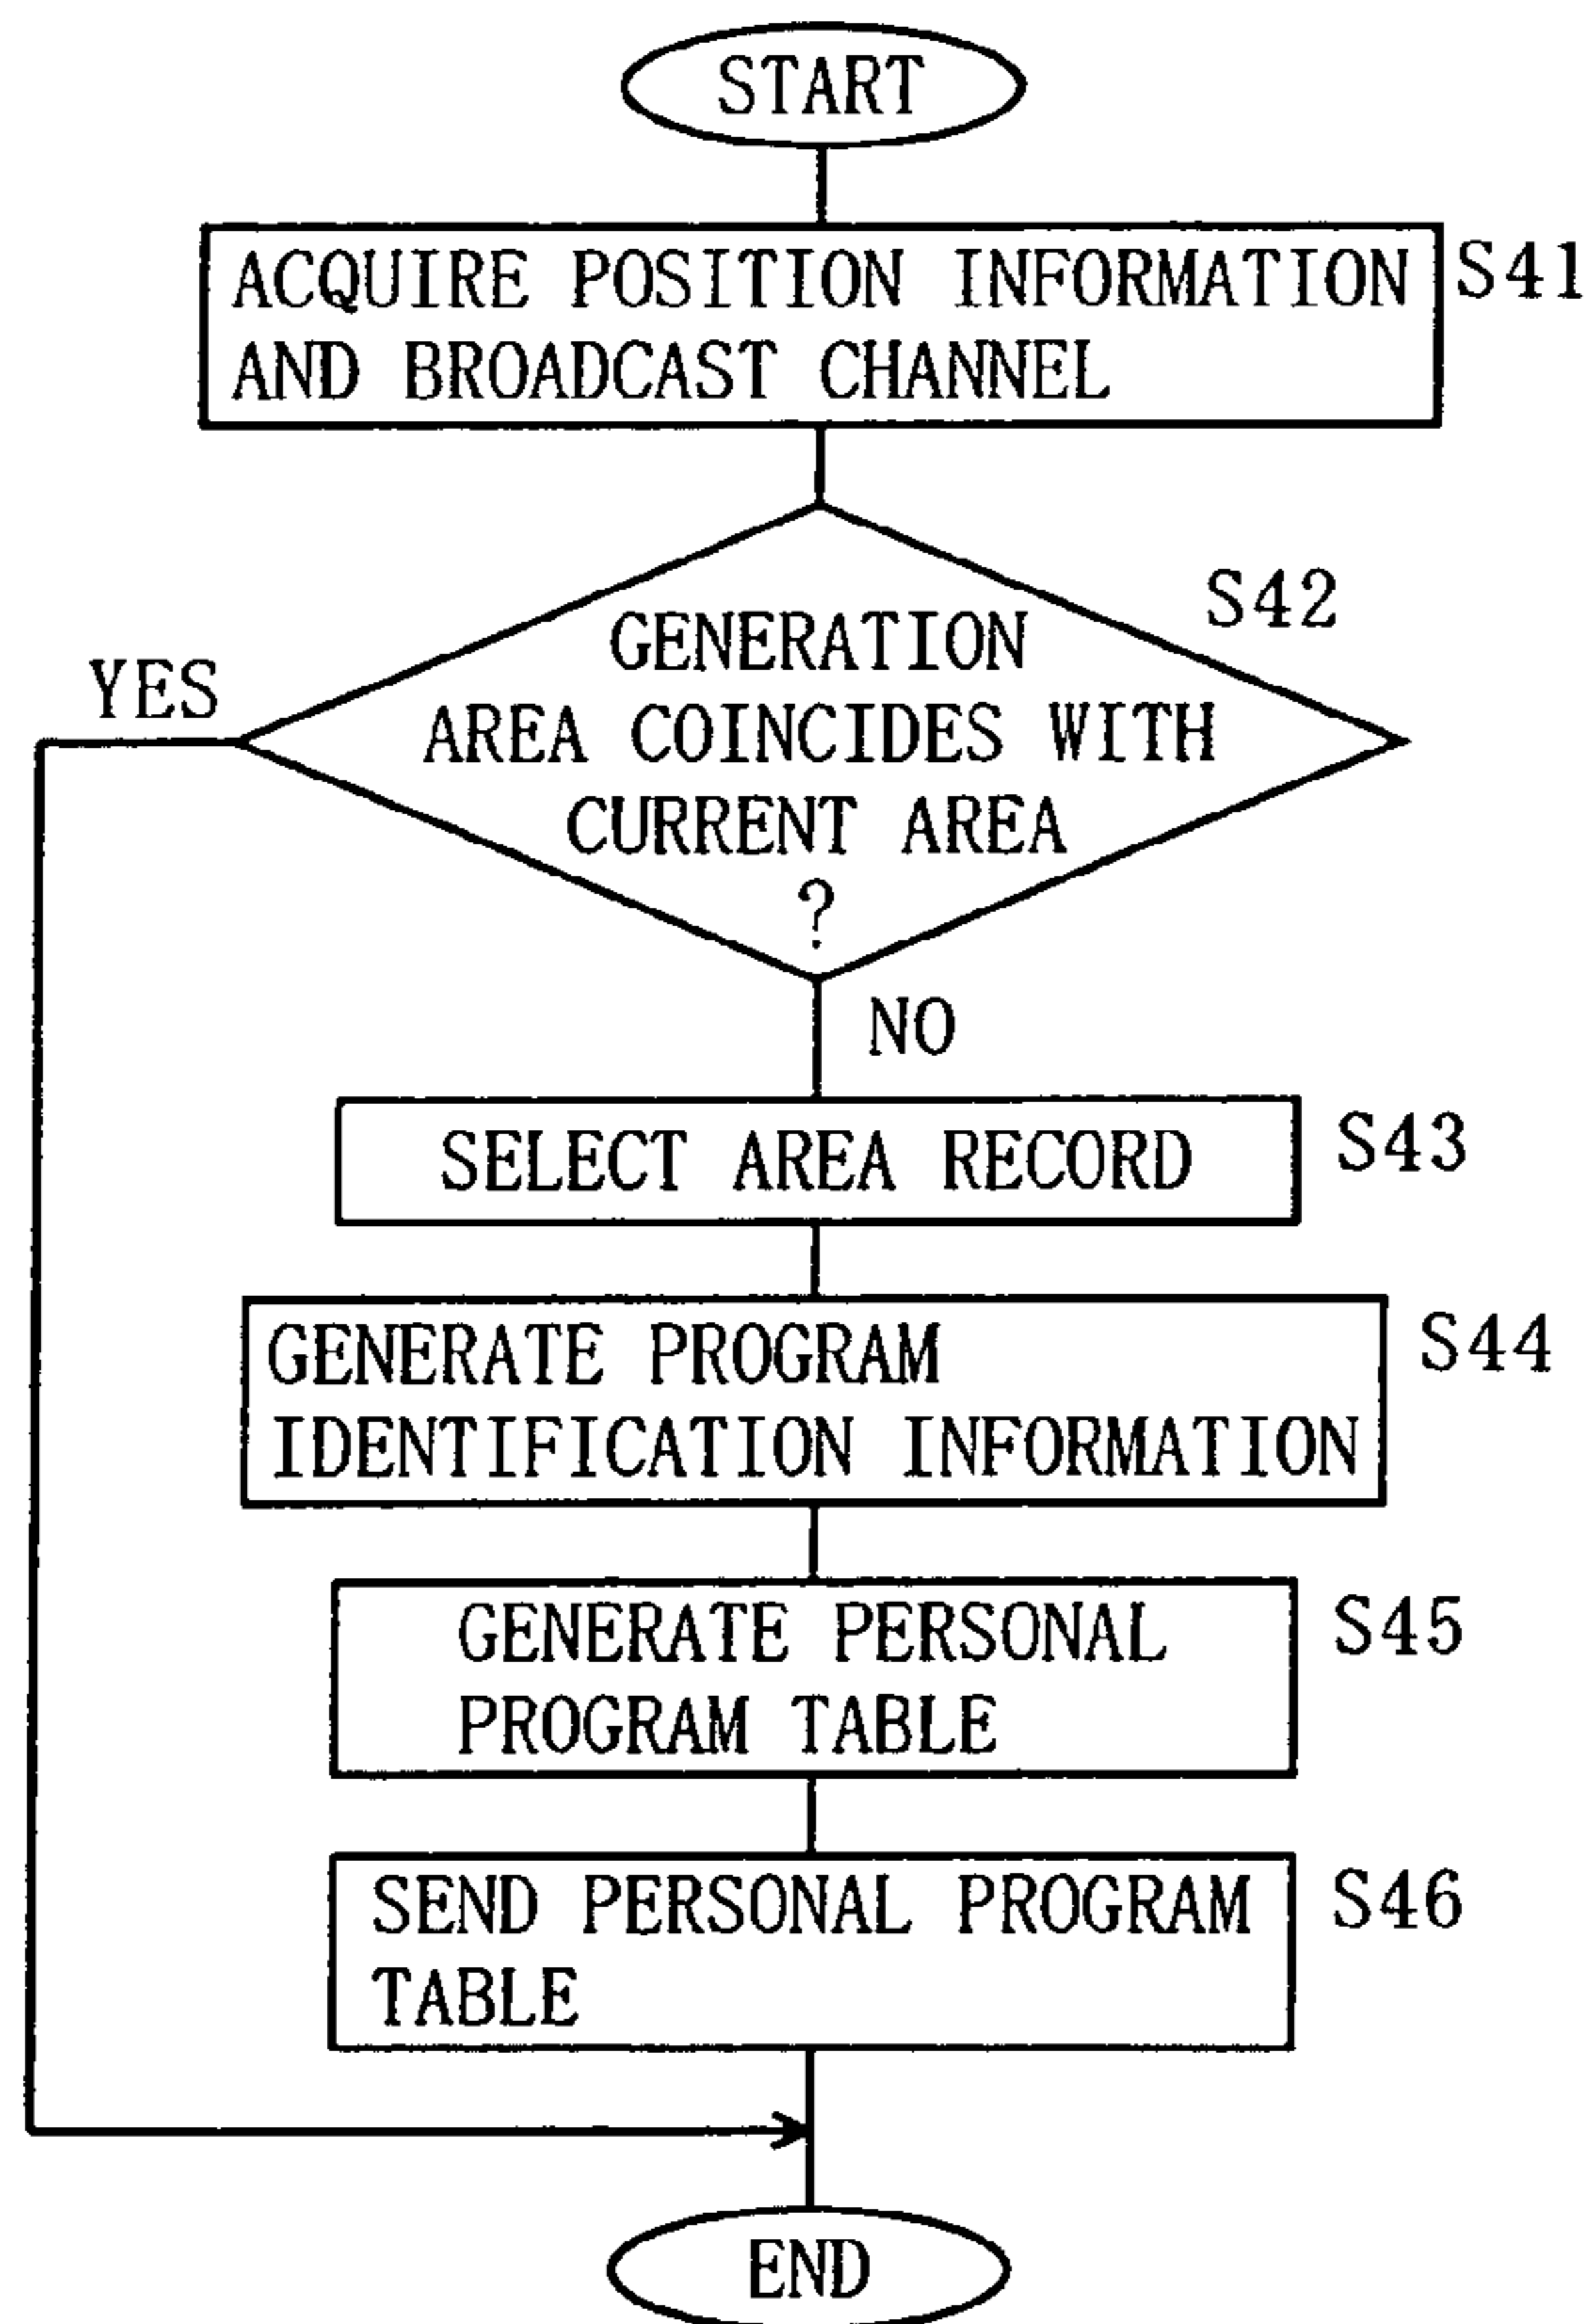 START
ACQUIRE POSITION INFORMATION
AND BROADCAST CHANNEL
S41
S42
GENERATION
AREA COINCIDES WITH
CURRENT AREA
?
YES
NO
SELECT AREA RECORD
S43
GENERATE PROGRAM
IDENTIFICATION INFORMATION
S44
GENERATE PERSONAL
PROGRAM TABLE
S45
SEND PERSONAL PROGRAM
TABLE
S46
END